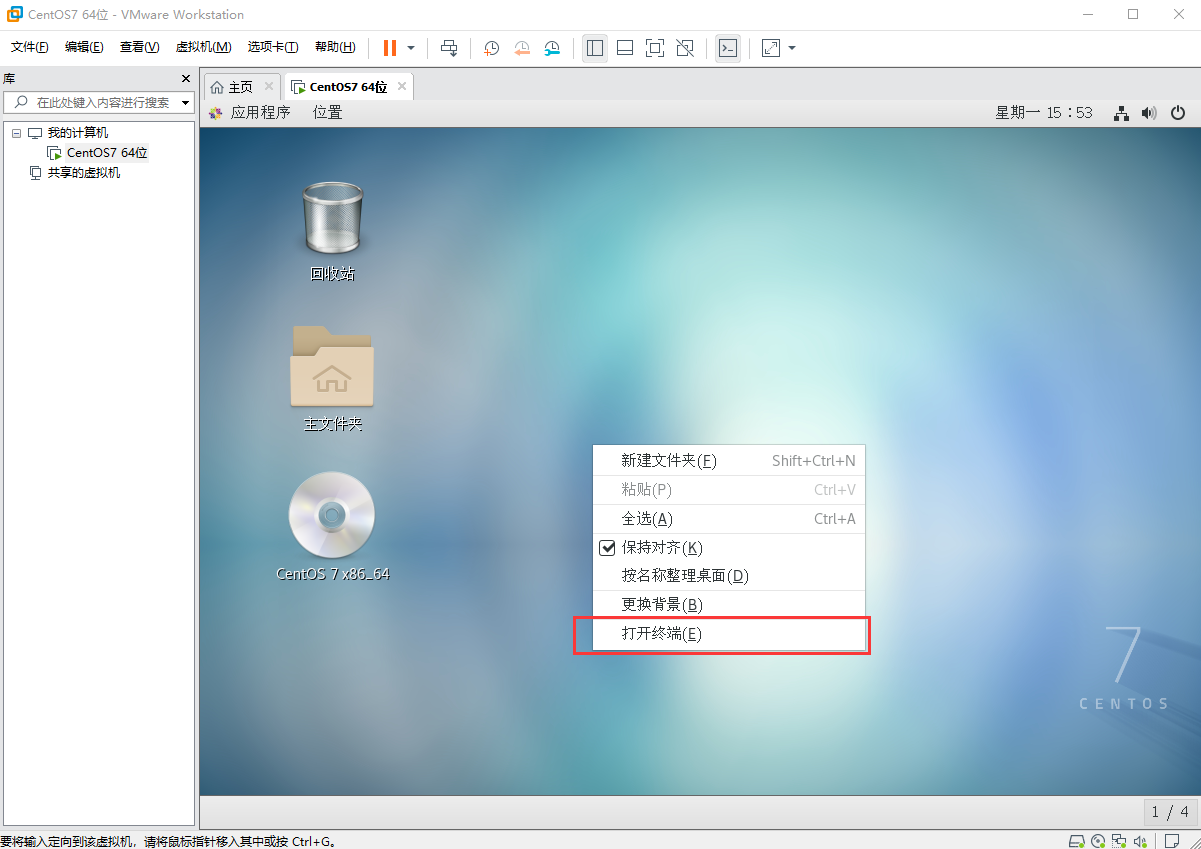 CentOS7 64位 - VMware Workstation
文件(F) 编辑(E) 查看(V) 虚拟机(M) 选项卡(T) 帮助(H)
库
在此处键入内容进行搜索
我的计算机
CentOS7 64位
共享的虚拟机
主页 CentOS7 64位
应用程序 位置 星期一 15:53
回收站
主文件夹
CentOS 7 x86_64
新建文件夹(F) Shift+Ctrl+N
粘贴(P) Ctrl+V
全选(A) Ctrl+A
保持对齐(K)
按名称整理桌面(D)
更换背景(B)
打开终端(E)
7
CENTOS
1 / 4
要将输入定向到该虚拟机，请将鼠标指针移入其中或按 Ctrl+G。